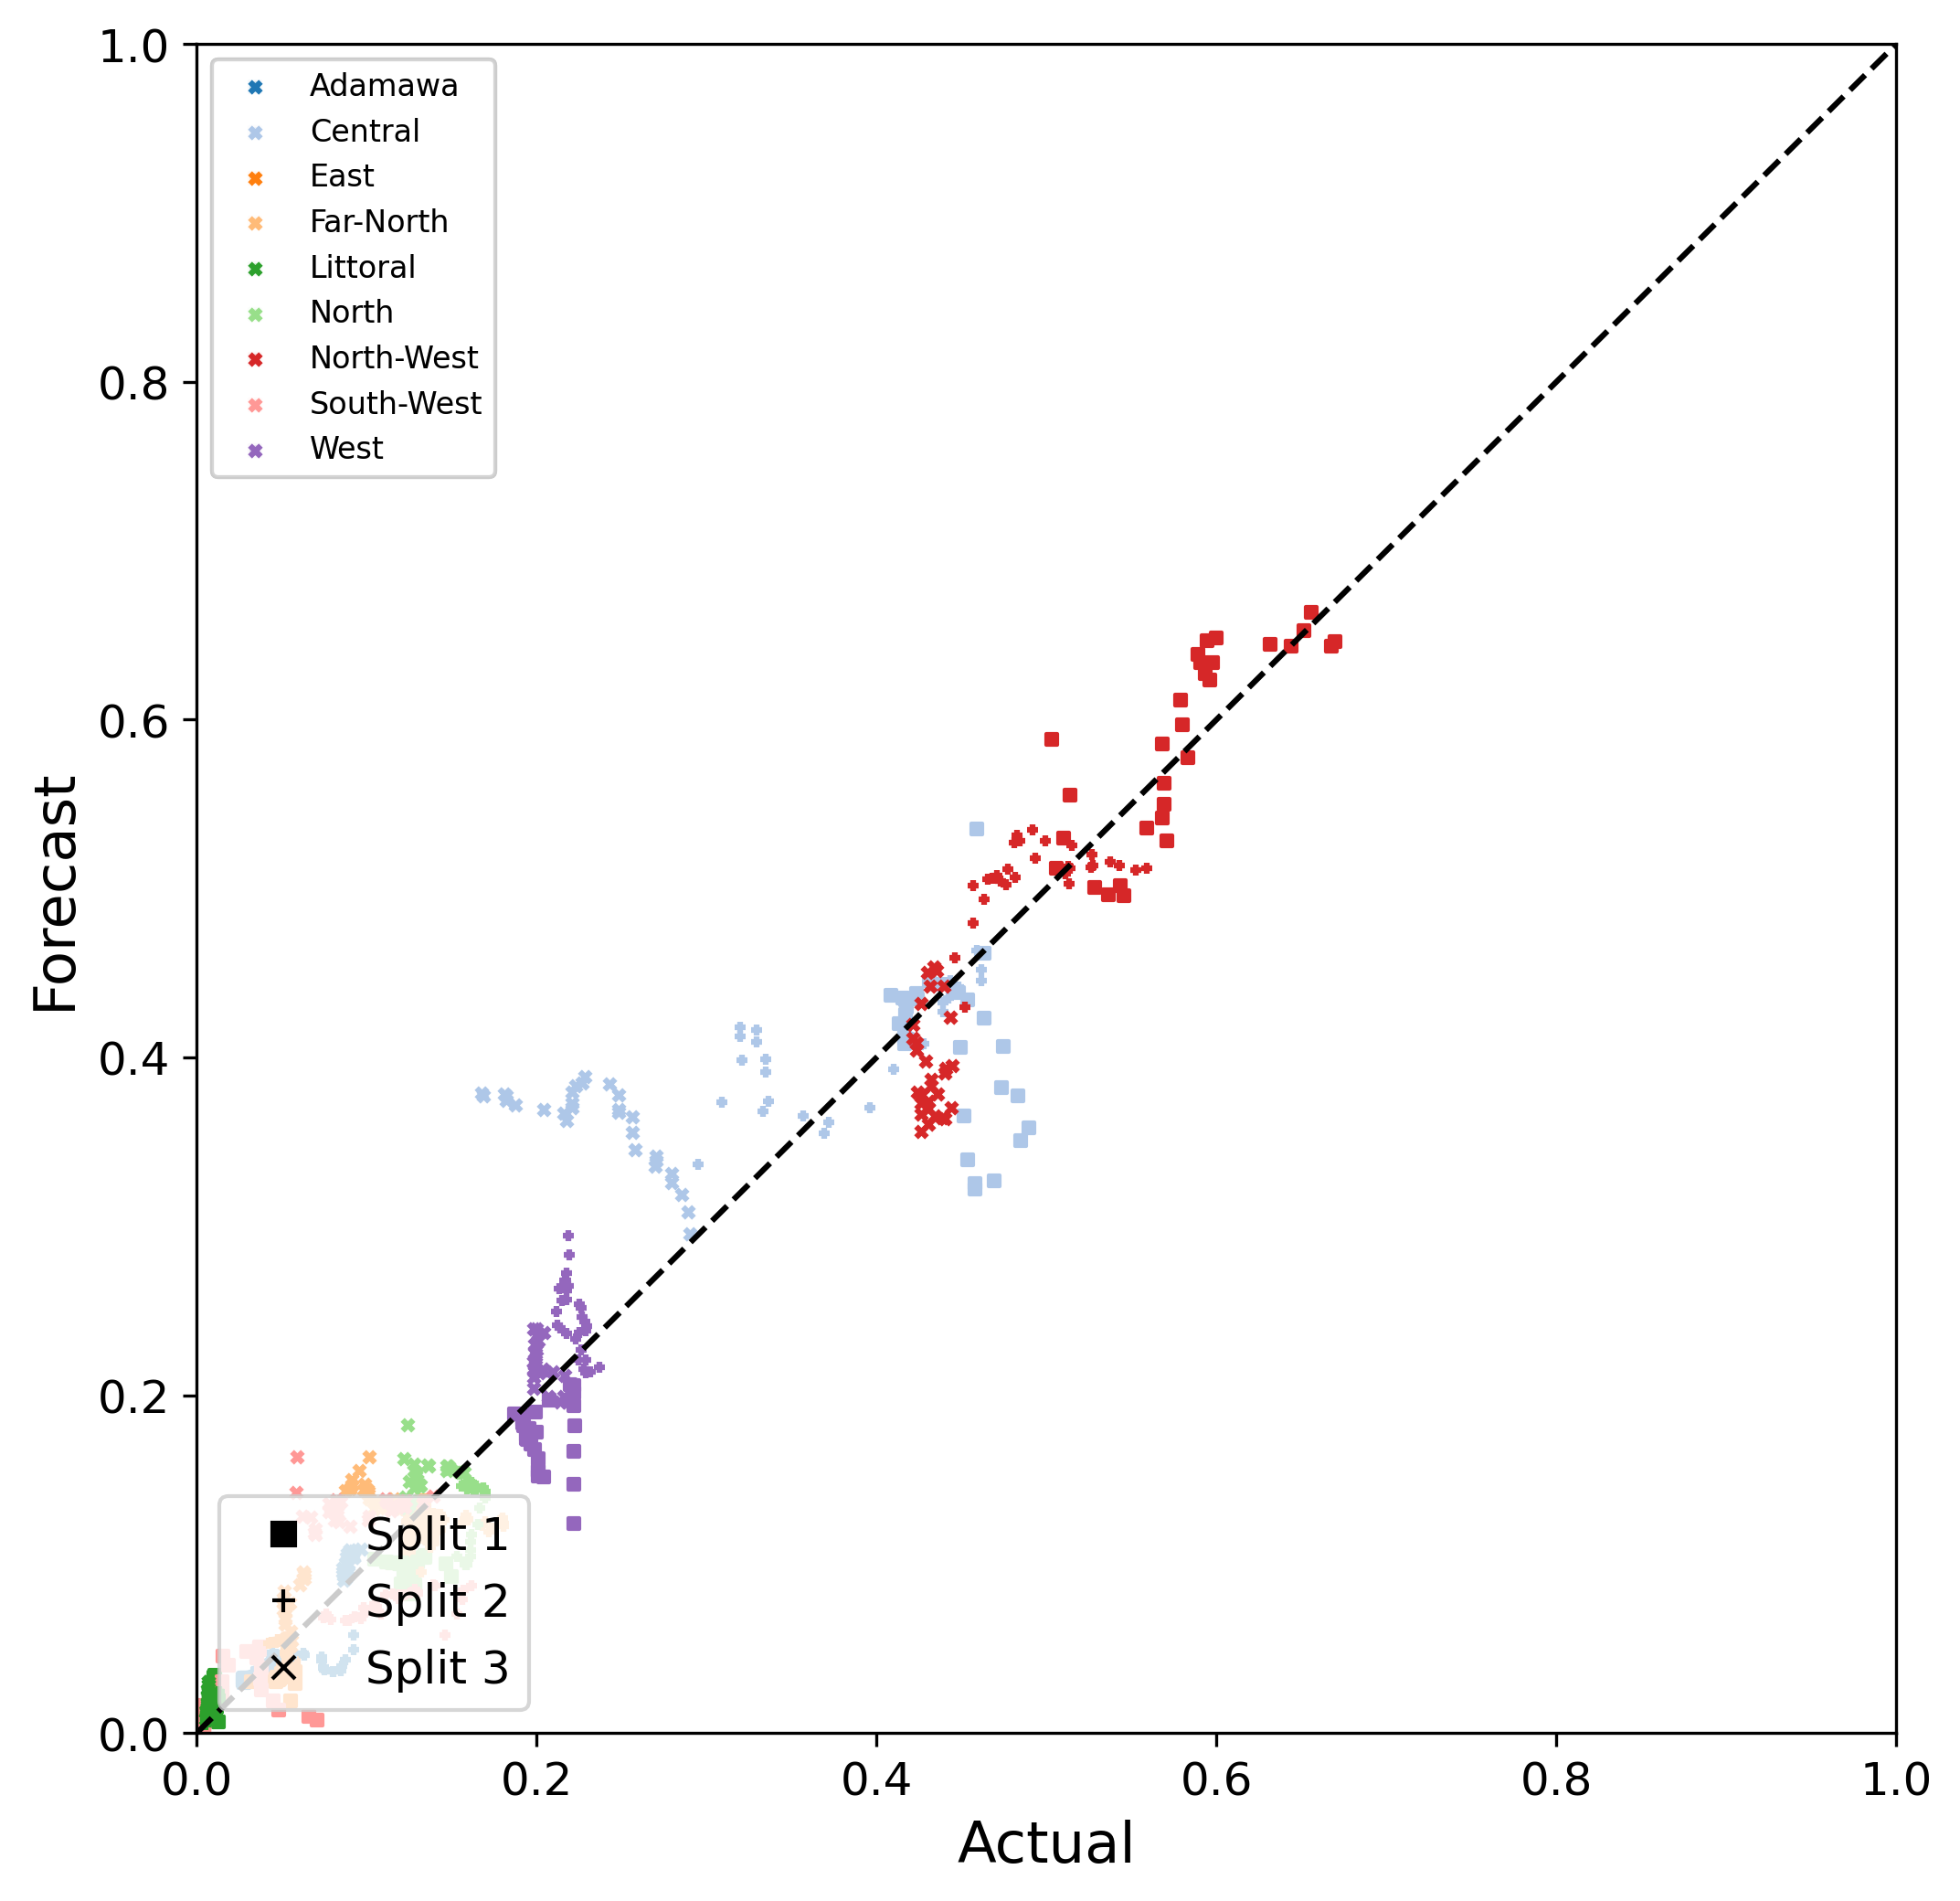 Forecast
1.0
0.8
0.6
0.4
0.2
0.0
Adamawa
Central
East
Far-North
Littoral
North
North-West
South-West
West
Split 1
Split 2
Split 3
0.0 0.2 0.4 0.6 0.8 1.0
Actual